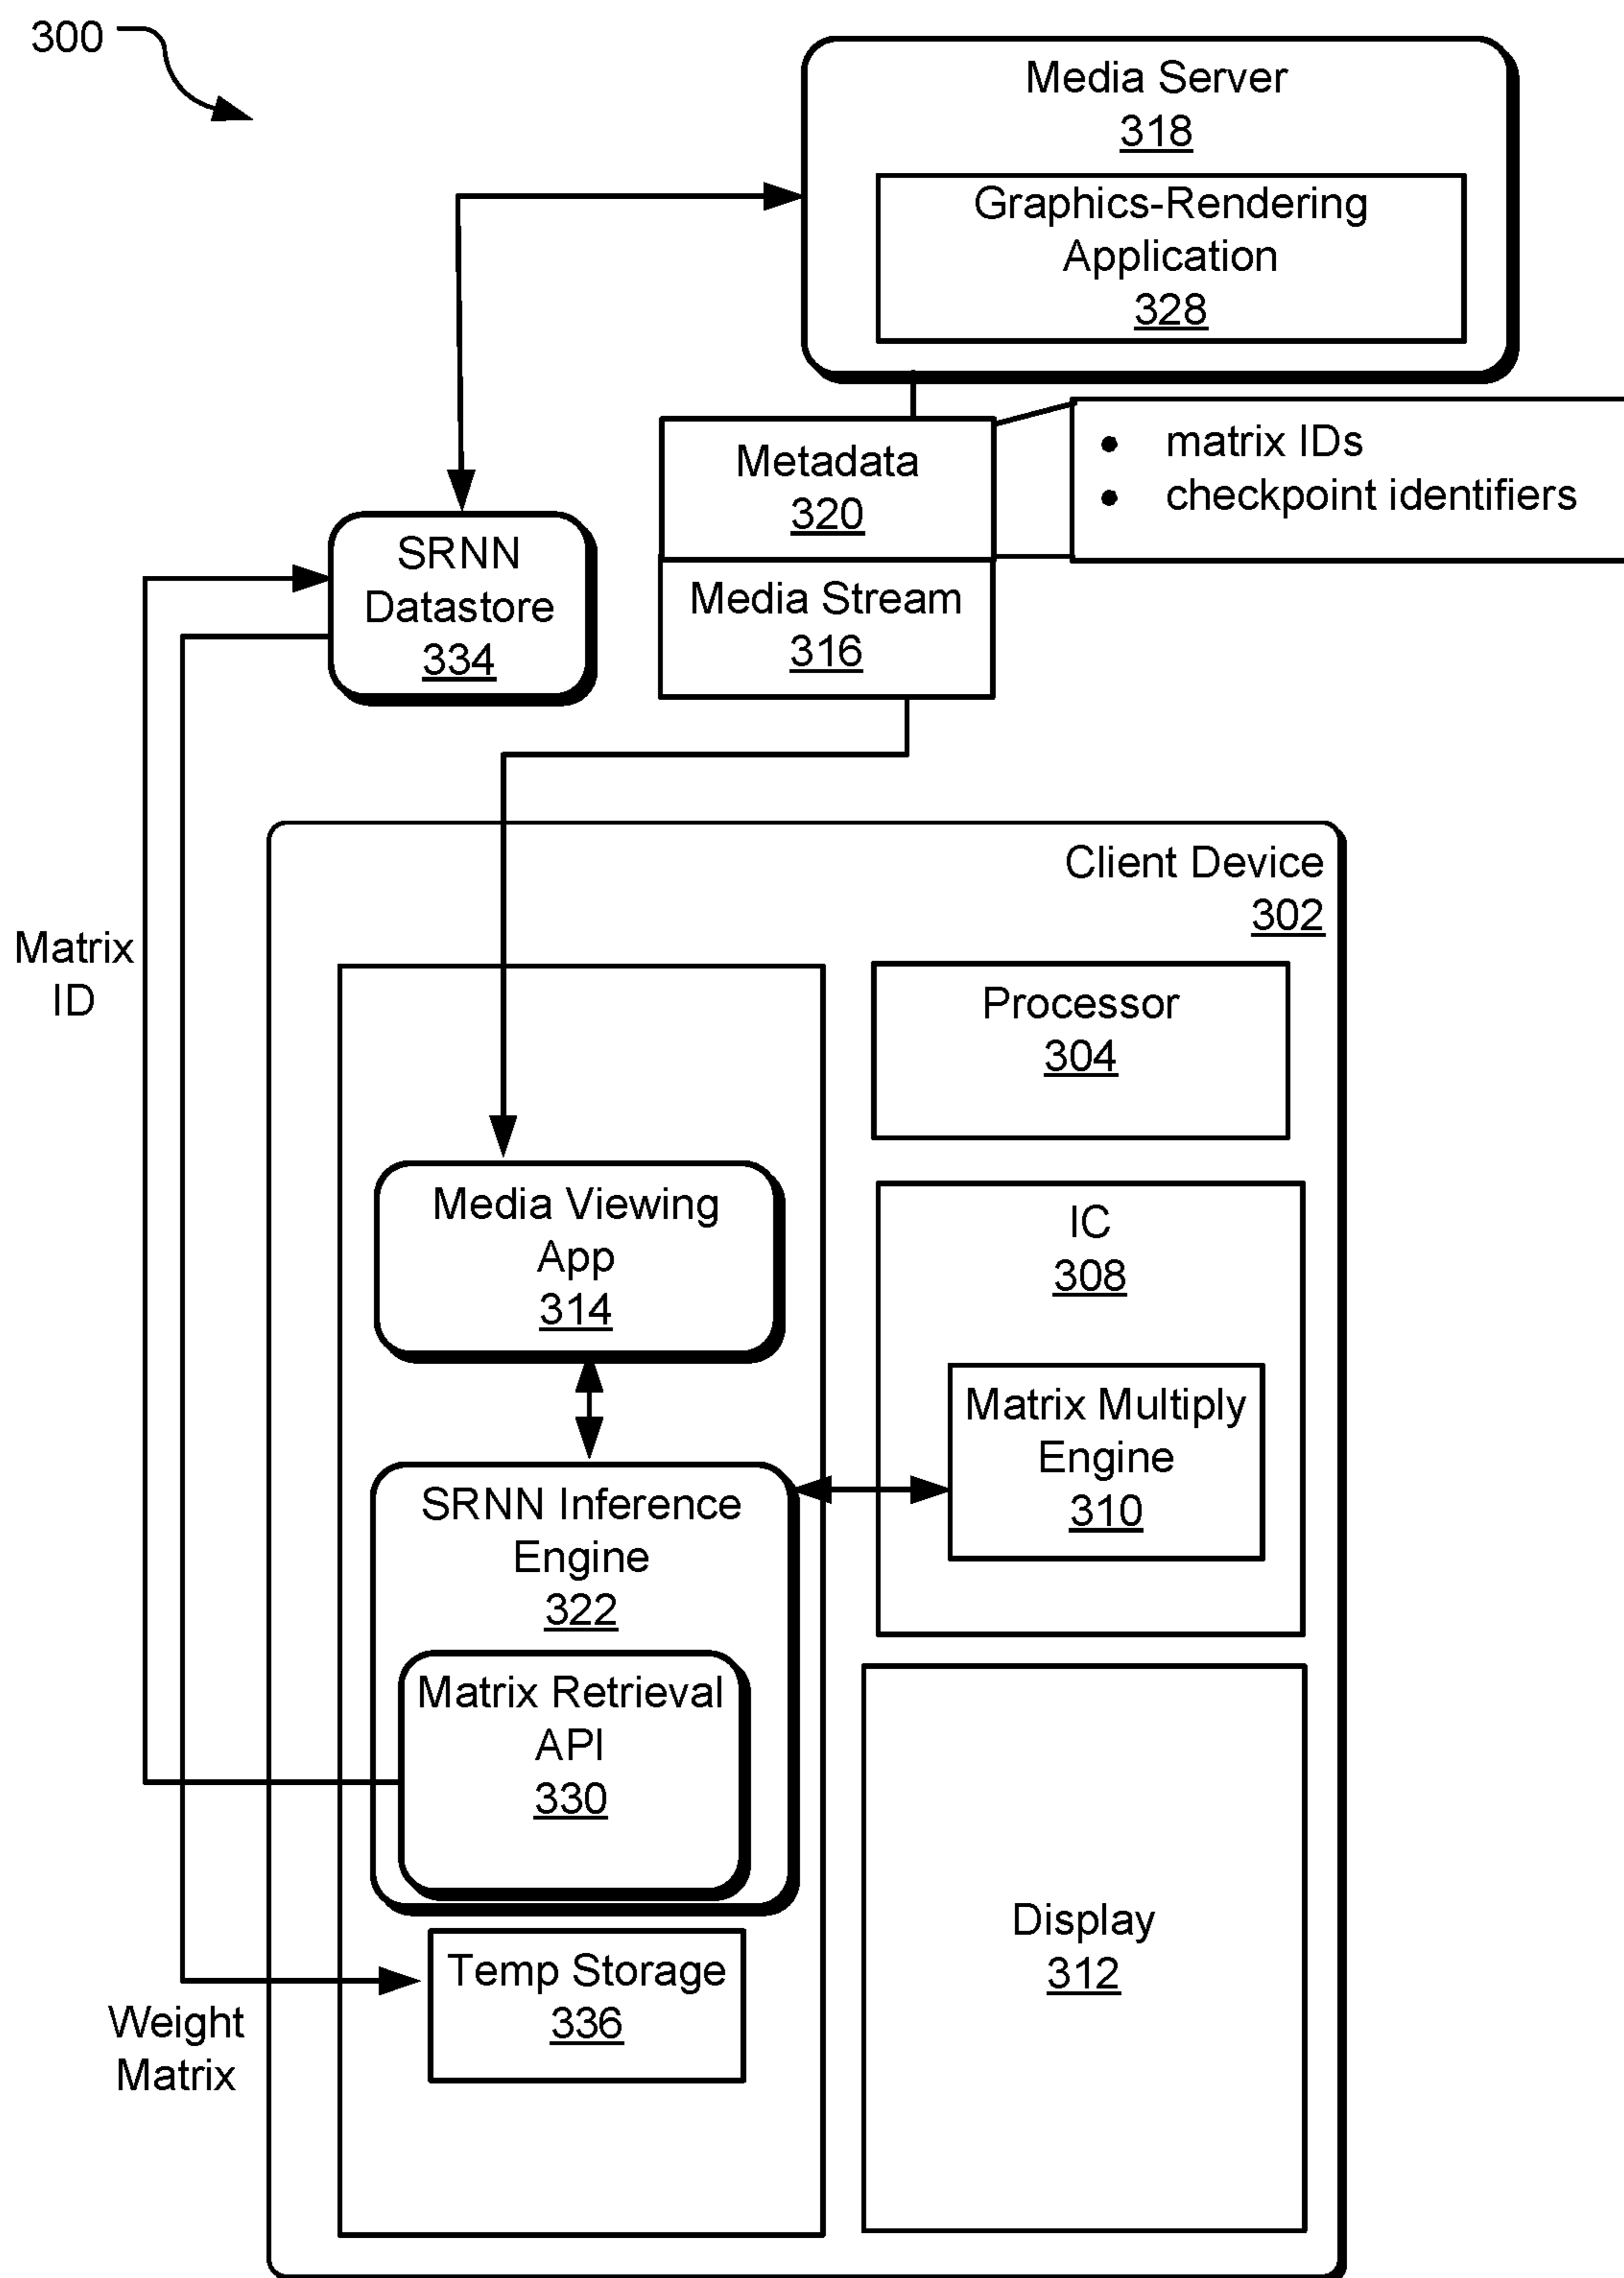 300
Media Server
318
Graphics-Rendering
Application
328
Metadata
320
• matrix IDs
• checkpoint identifiers
SRNN
Datastore
334
Media Stream
316
Client Device
302
Matrix
ID
Processor
304
Media Viewing
App
314
IC
308
Matrix Multiply
Engine
310
SRNN Inference
Engine
322
Matrix Retrieval
API
330
Temp Storage
336
Weight
Matrix
Display
312